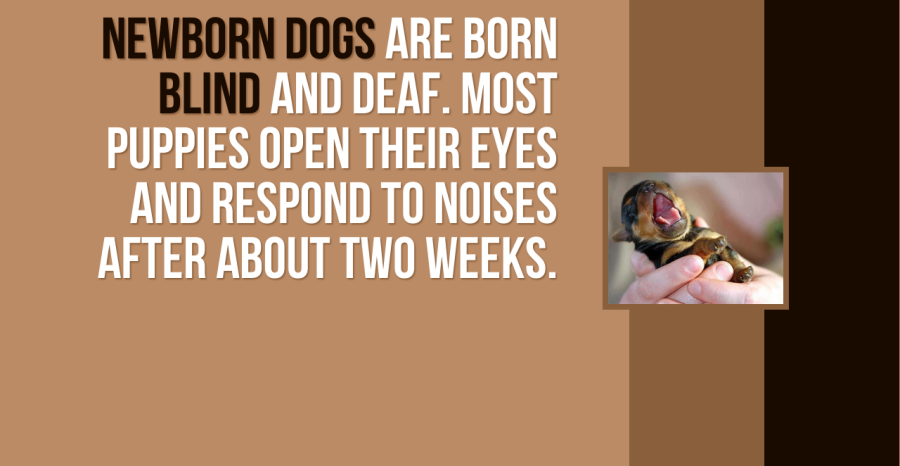 NEWBORN DOGS ARE BORN
BLIND AND DEAF. MOST
PUPPIES OPEN THEIR EYES
AND RESPOND TO NOISES
AFTER ABOUT TWO WEEKS.